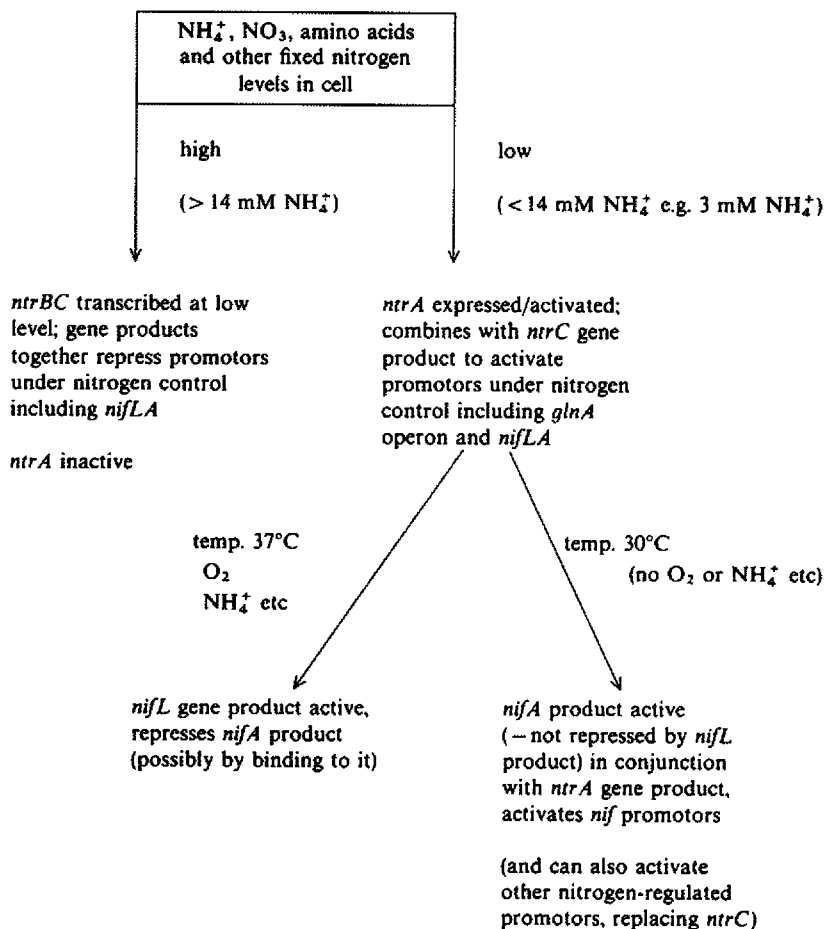 NH₄⁺, NO₃, amino acids
and other fixed nitrogen
levels in cell
high
(> 14 mM NH₄⁺)
low
(< 14 mM NH₄⁺ e.g. 3 mM NH₄⁺)
ntrBC transcribed at low
level; gene products
together repress promotors
under nitrogen control
including nifLA
ntrA inactive
ntrA expressed/activated;
combines with ntrC gene
product to activate
promotors under nitrogen
control including glnA
operon and nifLA
temp. 37°C
O₂
NH₄⁺ etc
temp. 30°C
(no O₂ or NH₄⁺ etc)
nifL gene product active,
represses nifA product
(possibly by binding to it)
nifA product active
(—not repressed by nifL
product) in conjunction
with ntrA gene product,
activates nif promotors
(and can also activate
other nitrogen-regulated
promotors, replacing ntrC)